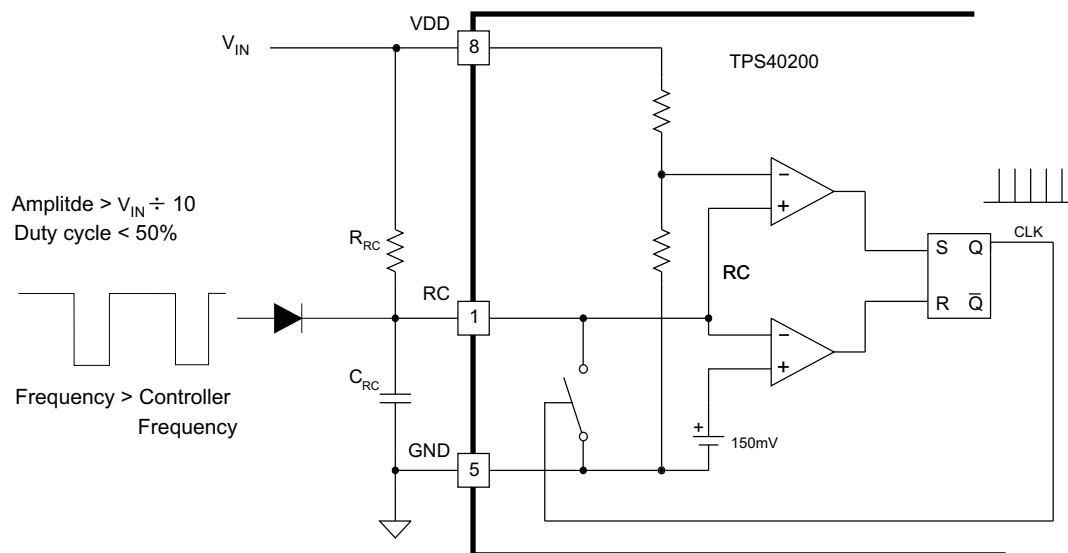 VDD
V_IN
8
TPS40200
Amplitde > V_IN ÷ 10
Duty cycle < 50%
R_RC
RC
1
RC
−
+
−
+
S Q
R Q̅
CLK
C_RC
Frequency > Controller
Frequency
GND
5
+
150mV